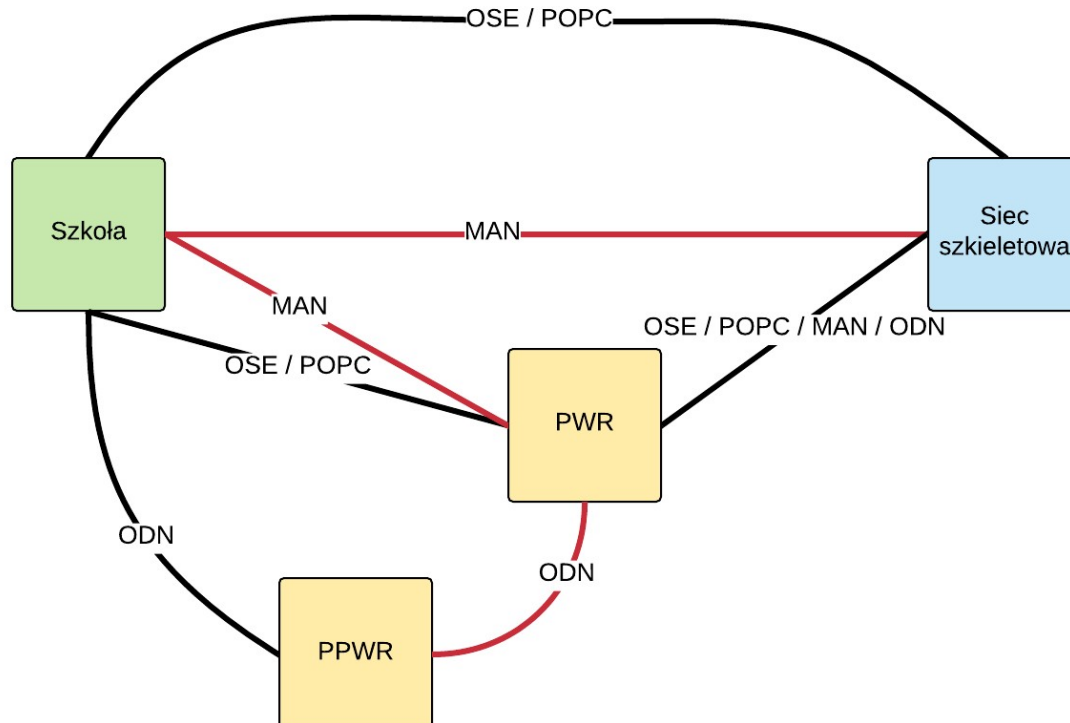 OSE / POPC
Szkoła
MAN
Siec
szkieletowa
MAN
OSE / POPC / MAN / ODN
OSE / POPC
PWR
ODN
ODN
PPWR